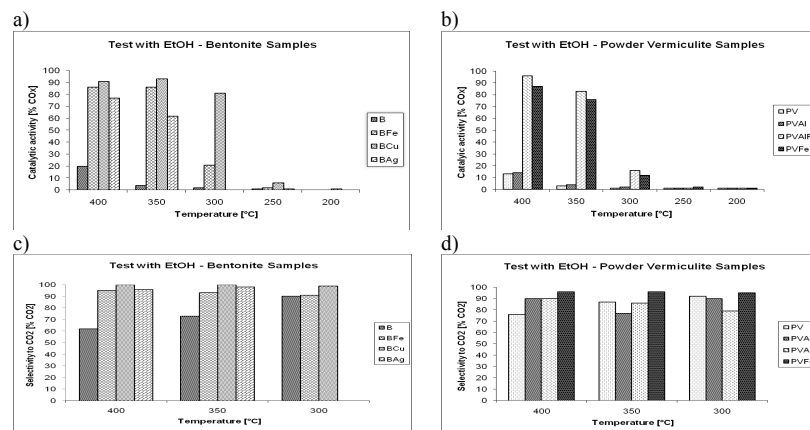 a)
Test with EtOH - Bentonite Samples
Catalytic activity [% COx]
100
90
80
70
60
50
40
30
20
10
0
400 350 300 250 200
Temperature [°C]
B
BFe
BCu
BAg
b)
Test with EtOH - Powder Vermiculite Samples
Catalytic activity [% COx]
100
90
80
70
60
50
40
30
20
10
0
400 350 300 250 200
Temperature [°C]
PV
PVAl
PVAlF
PVFe
c)
Test with EtOH - Bentonite Samples
Selectivity to CO2 [% CO2]
100
90
80
70
60
50
40
30
20
10
0
400 350 300
Temperature [°C]
B
BFe
BCu
BAg
d)
Test with EtOH - Powder Vermiculite Samples
Selectivity to CO2 [% CO2]
100
90
80
70
60
50
40
30
20
10
0
400 350 300
Temperature [°C]
PV
PVA
PVA
PVF